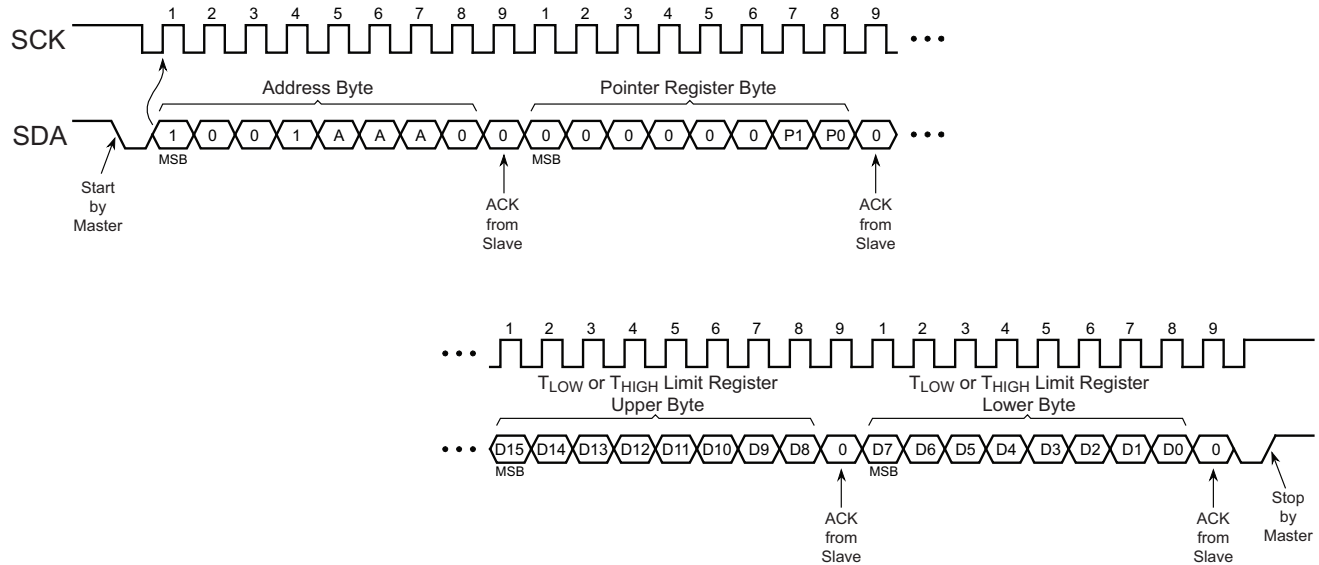 1 2 3 4 5 6 7 8 9 1 2 3 4 5 6 7 8 9
SCK
Address Byte Pointer Register Byte
SDA 1 0 0 1 A A A 0 0 0 0 0 0 0 0 P1 P0 0
MSB MSB
Start
by
Master
ACK
from
Slave
ACK
from
Slave
1 2 3 4 5 6 7 8 9 1 2 3 4 5 6 7 8 9
TLOW or THIGH Limit Register
Upper Byte
TLOW or THIGH Limit Register
Lower Byte
D15 D14 D13 D12 D11 D10 D9 D8 0 D7 D6 D5 D4 D3 D2 D1 D0 0
MSB MSB
ACK
from
Slave
ACK
from
Slave
Stop
by
Master